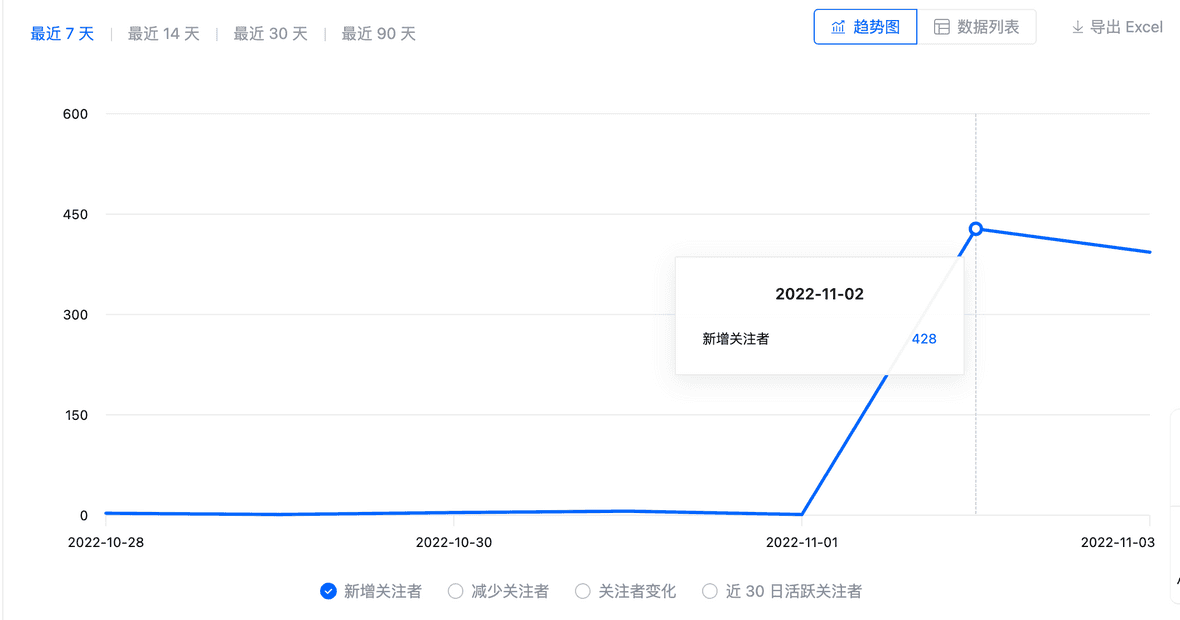 最近 7 天 | 最近 14 天 | 最近 30 天 | 最近 90 天
趋势图 数据列表 导出 Excel
600
450
300
150
0
2022-11-02
新增关注者 428
2022-10-28 2022-10-30 2022-11-01 2022-11-03
新增关注者 减少关注者 关注者变化 近 30 日活跃关注者